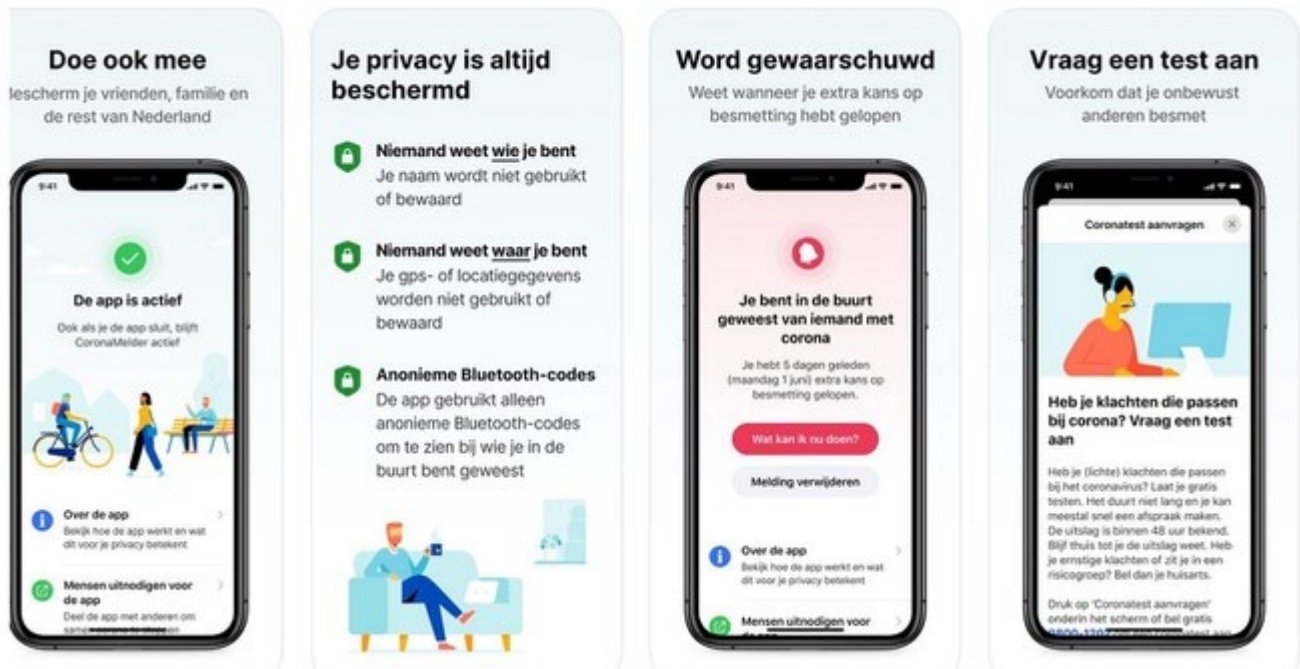 Doe ook mee
Bescherm je vrienden, familie en
de rest van Nederland
9:41
De app is actief
Ook als je de app sluit, blijft
CoronaMelder actief
Over de app
Bekijk hoe de app werkt en wat
dit voor je privacy betekent
Mensen uitnodigen voor
de app
Deel de app met anderen om
samen corona te stoppen
Je privacy is altijd
beschermd
Niemand weet wie je bent
Je naam wordt niet gebruikt
of bewaard
Niemand weet waar je bent
Je gps- of locatiegegevens
worden niet gebruikt of
bewaard
Anonieme Bluetooth-codes
De app gebruikt alleen
anonieme Bluetooth-codes
om te zien bij wie je in de
buurt bent geweest
Word gewaarschuwd
Weet wanneer je extra kans op
besmetting hebt gelopen
9:41
Je bent in de buurt
geweest van iemand met
corona
Je hebt 5 dagen geleden
(maandag 1 juni) extra kans op
besmetting gelopen.
Wat kan ik nu doen?
Melding verwijderen
Over de app
Bekijk hoe de app werkt en wat
dit voor je privacy betekent
Mensen uitnodigen voor
Vraag een test aan
Voorkom dat je onbewust
anderen besmet
9:41
Coronatest aanvragen
Heb je klachten die passen
bij corona? Vraag een test
aan
Heb je (lichte) klachten die passen
bij het coronavirus? Laat je gratis
testen. Het duurt niet lang en je kan
meestal snel een afspraak maken.
De uitslag is binnen 48 uur bekend.
Blijf thuis tot je de uitslag weet. Heb
je ernstige klachten of zit je in een
risicogroep? Bel dan je huisarts.
Druk op 'Coronatest aanvragen'
onderin het scherm of bel gratis
0800-1202